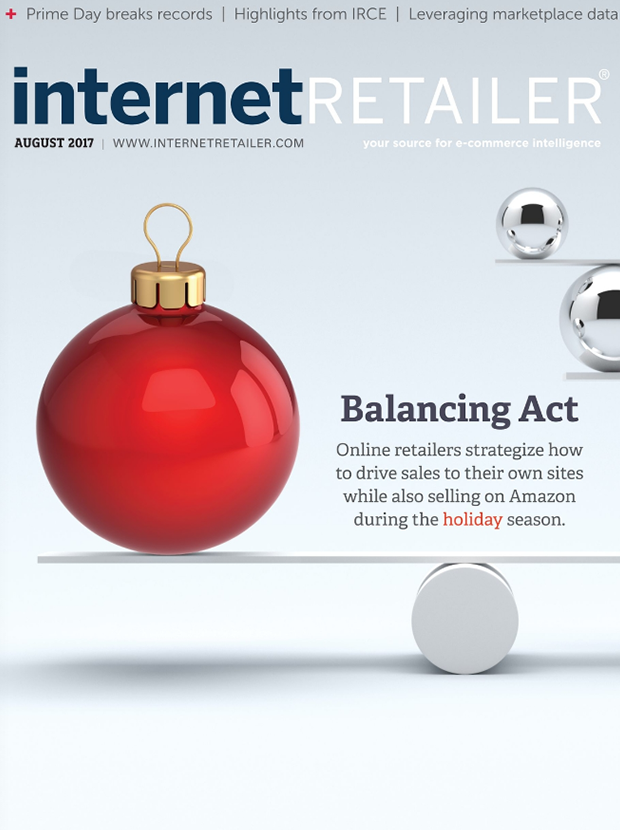 + Prime Day breaks records | Highlights from IRCE | Leveraging marketplace data
internetRETAILER®
AUGUST 2017 | WWW.INTERNETRETAILER.COM
your source for e-commerce intelligence
Balancing Act
Online retailers strategize how
to drive sales to their own sites
while also selling on Amazon
during the holiday season.